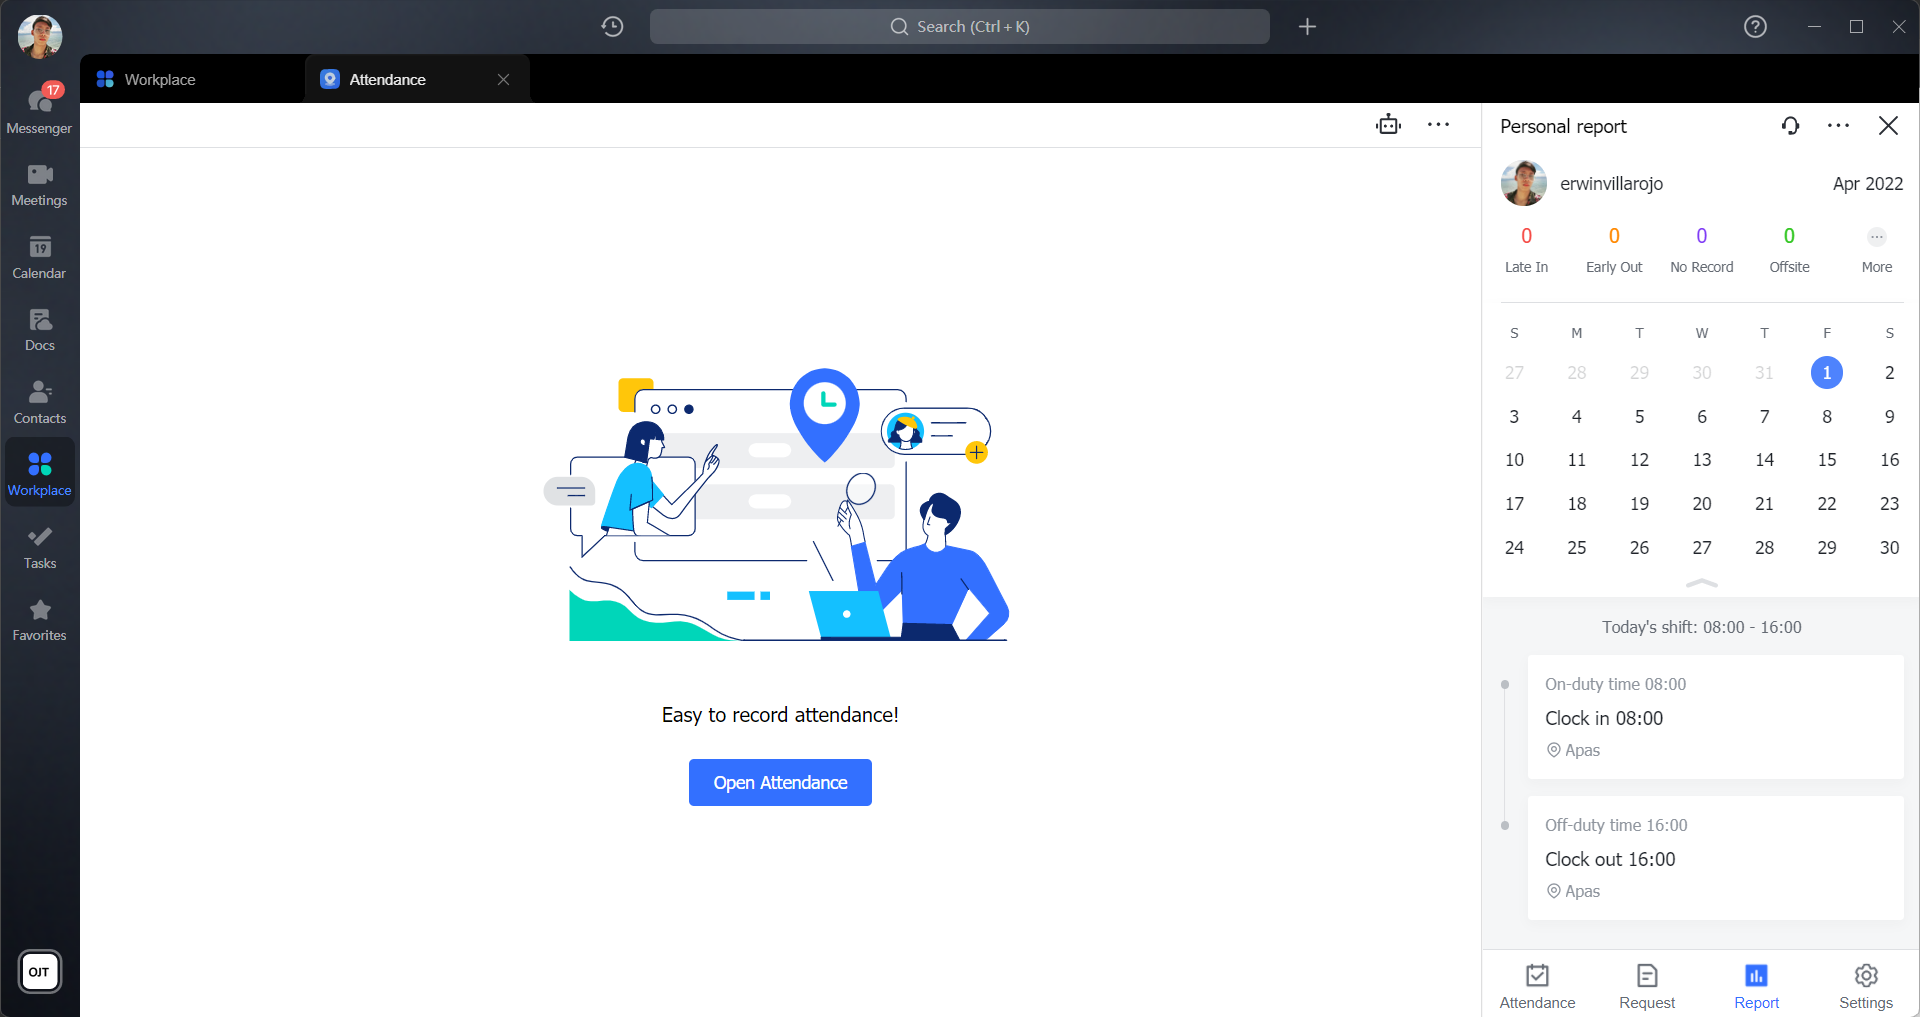 Search (Ctrl + K)
Workplace
Attendance
17
Messenger
Meetings
19
Calendar
Docs
Contacts
Workplace
Tasks
Favorites
OJT
Easy to record attendance!
Open Attendance
Personal report
erwinvillarojo
Apr 2022
0 0 0 0
Late In Early Out No Record Offsite More
S M T W T F S
27 28 29 30 31 1 2
3 4 5 6 7 8 9
10 11 12 13 14 15 16
17 18 19 20 21 22 23
24 25 26 27 28 29 30
Today's shift: 08:00 - 16:00
On-duty time 08:00
Clock in 08:00
Apas
Off-duty time 16:00
Clock out 16:00
Apas
Attendance Request Report Settings